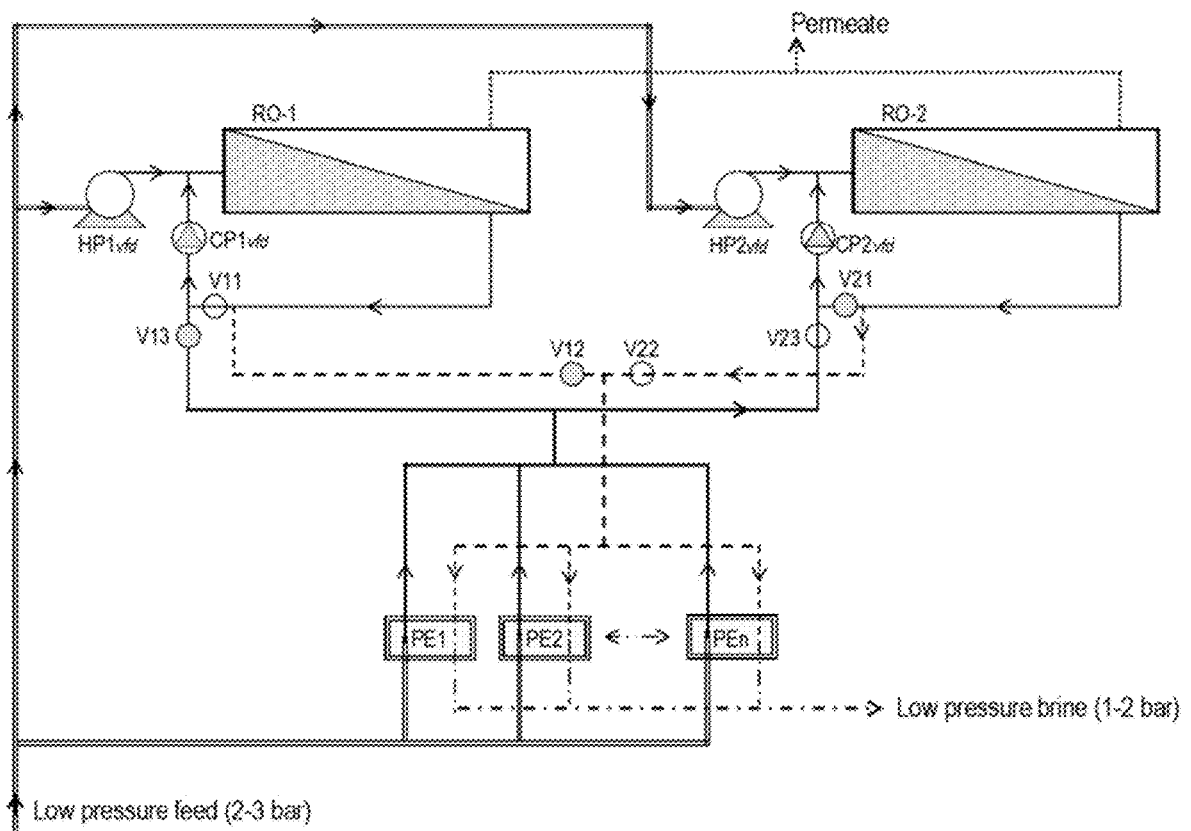 Permeate
RO-1
RO-2
HP1vfd
CP1vfd
HP2vfd
CP2vfd
V11
V21
V13
V12
V22
V23
PE1
PE2
PEn
Low pressure brine (1-2 bar)
Low pressure feed (2-3 bar)